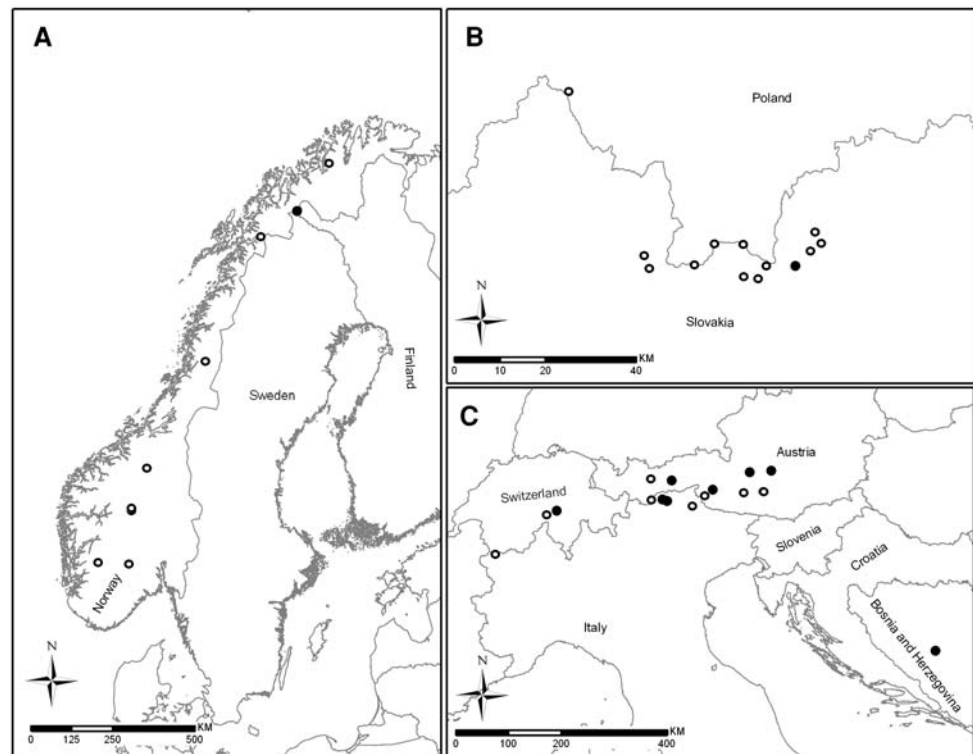 A
Finland
Sweden
Norway
N
KM
0 125 250 500
B
Poland
Slovakia
N
KM
0 10 20 40
C
Austria
Switzerland
Slovenia
Croatia
Italy
Bosnia and Herzegovina
N
KM
0 100 200 400